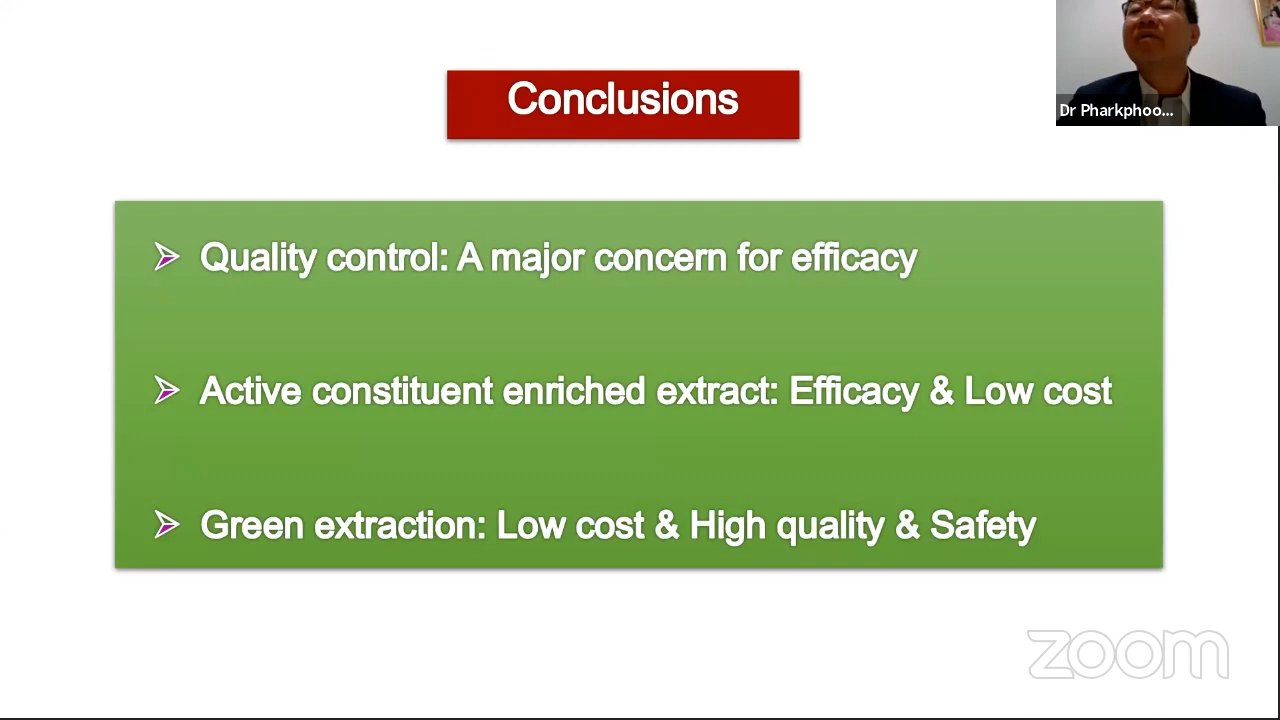 Conclusions
Dr Pharkphoo...
Quality control: A major concern for efficacy
Active constituent enriched extract: Efficacy & Low cost
Green extraction: Low cost & High quality & Safety
zoom